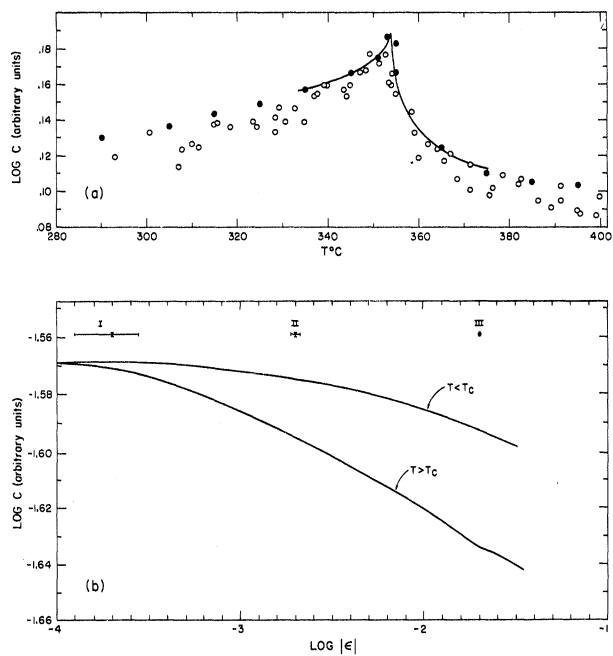 .18
.16
.14
.12
.10
.08
LOG C (arbitrary units)
(a)
280 300 320 340 360 380 400
T°C
-1.56
-1.58
-1.60
-1.62
-1.64
-1.66
LOG C (arbitrary units)
I II III
T<Tc
T>Tc
(b)
-4 -3 -2 -1
LOG |ϵ|